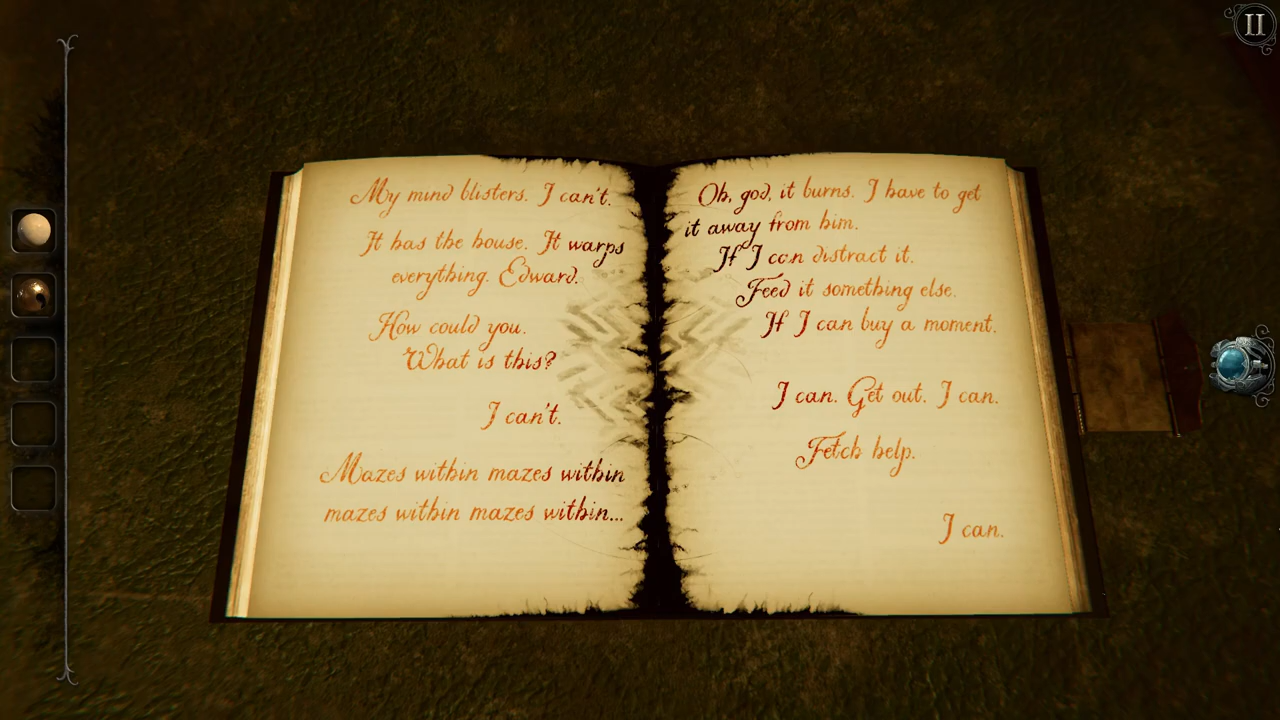 My mind blisters. I can't.
It has the house. It warps
everything. Edward.
How could you.
What is this?
I can't.
Mazes within mazes within
mazes within mazes within...
Oh, god, it burns. I have to get
it away from him.
If I can distract it.
Feed it something else.
If I can buy a moment.
I can. Get out. I can.
Fetch help.
I can.